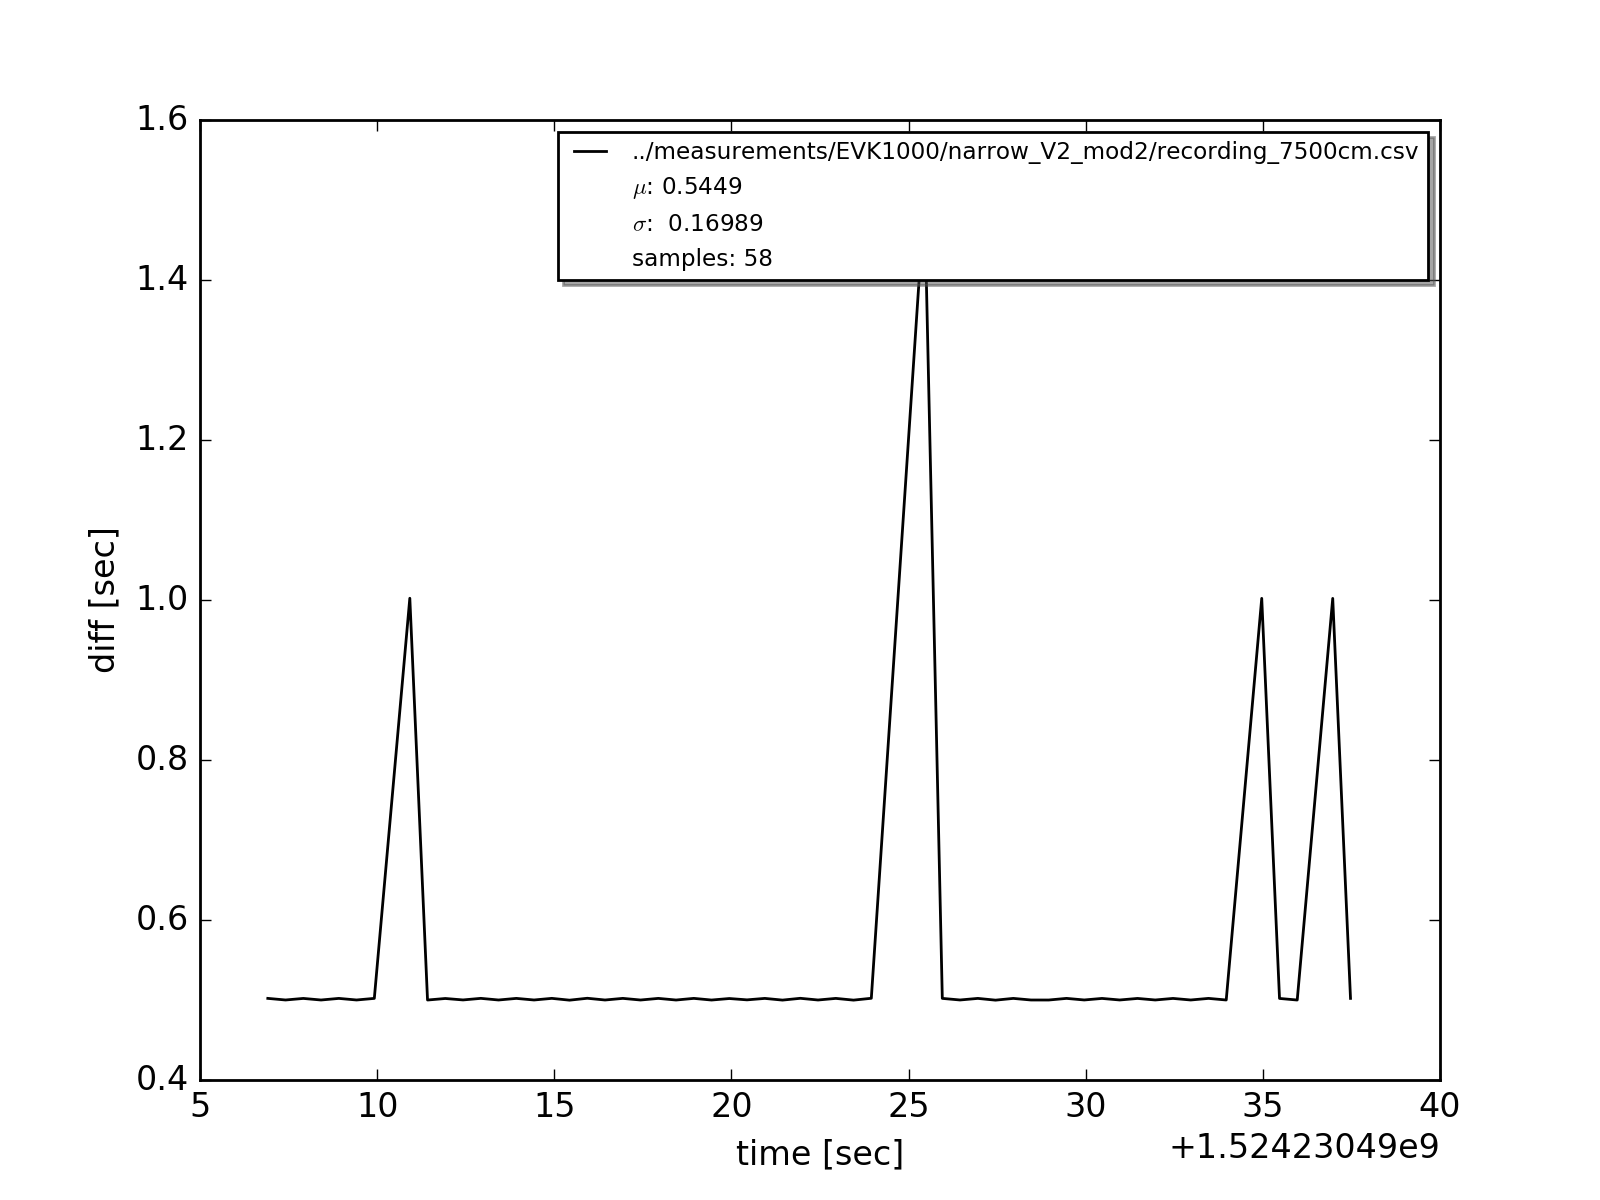 1.6
1.4
1.2
1.0
0.8
0.6
0.4
diff [sec]
../measurements/EVK1000/narrow_V2_mod2/recording_7500cm.csv
μ: 0.5449
σ: 0.16989
samples: 58
5 10 15 20 25 30 35 40
time [sec]
+1.52423049e9